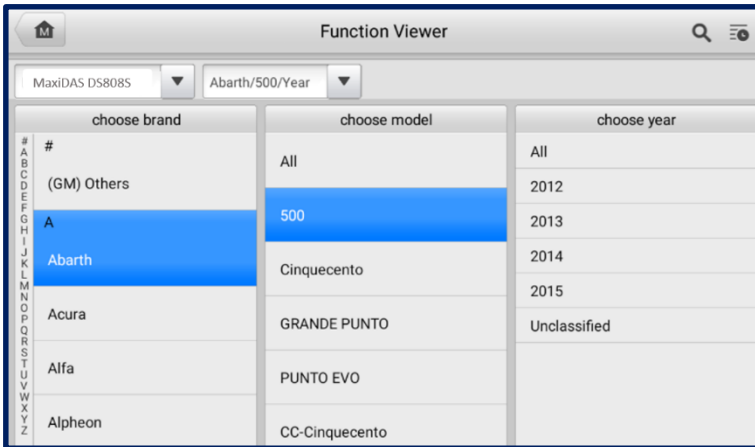 M
Function Viewer
MaxiDAS DS808S
Abarth/500/Year
choose brand
choose model
choose year
#
A
B
C
D
E
F
G
H
I
J
K
L
M
N
O
P
Q
R
S
T
U
V
W
X
Y
Z
#
(GM) Others
A
Abarth
Acura
Alfa
Alpheon
All
500
Cinquecento
GRANDE PUNTO
PUNTO EVO
CC-Cinquecento
All
2012
2013
2014
2015
Unclassified